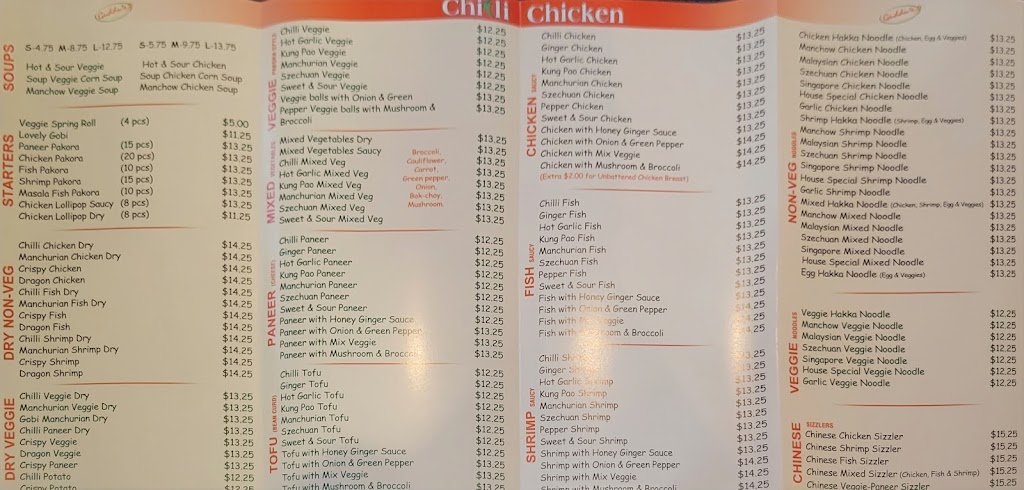 Chilli Chicken
SOUPS
S-4.75 M-8.75 L-12.75
S-5.75 M-9.75 L-13.75
Hot & Sour Veggie
Hot & Sour Chicken
Soup Veggie Corn Soup
Soup Chicken Corn Soup
Manchow Veggie Soup
Manchow Chicken Soup
STARTERS
Veggie Spring Roll (4 pcs) $5.00
Lovely Gobi $11.25
Paneer Pakora (15 pcs) $13.25
Chicken Pakora (20 pcs) $13.25
Fish Pakora (10 pcs) $13.25
Shrimp Pakora (15 pcs) $13.25
Masala Fish Pakora (10 pcs) $13.25
Chicken Lollipop Saucy (8 pcs) $13.25
Chicken Lollipop Dry (8 pcs) $11.25
DRY NON-VEG
Chilli Chicken Dry $14.25
Manchurian Chicken Dry $14.25
Crispy Chicken $14.25
Dragon Chicken $14.25
Chilli Fish Dry $14.25
Manchurian Fish Dry $14.25
Crispy Fish $14.25
Dragon Fish $14.25
Chilli Shrimp Dry $14.25
Manchurian Shrimp Dry $14.25
Crispy Shrimp $14.25
Dragon Shrimp $14.25
DRY VEGGIE
Chilli Veggie Dry $13.25
Manchurian Veggie Dry $13.25
Gobi Manchurian Dry $13.25
Chilli Paneer Dry $13.25
Crispy Veggie $13.25
Dragon Veggie $13.25
Crispy Paneer $13.25
Chilli Potato $12.25
Crispy Potato $12.25
VEGGIE
Chilli Veggie $12.25
Hot Garlic Veggie $12.25
Kung Pao Veggie $12.25
Manchurian Veggie $12.25
Szechuan Veggie $12.25
Sweet & Sour Veggie $12.25
Veggie balls with Onion & Green $13.25
Pepper Veggie balls with Mushroom & $13.25
Broccoli
MIXED VEGETABLES
Mixed Vegetables Dry $13.25
Mixed Vegetables Saucy $13.25
Chilli Mixed Veg $13.25
Hot Garlic Mixed Veg $13.25
Kung Pao Mixed Veg $13.25
Manchurian Mixed Veg $13.25
Szechuan Mixed Veg $13.25
Sweet & Sour Mixed Veg $13.25
Broccoli,
Cauliflower,
Carrot,
Green pepper,
Onion,
Bok-choy,
Mushroom.
PANEER (CHEESE)
Chilli Paneer $12.25
Ginger Paneer $12.25
Hot Garlic Paneer $12.25
Kung Pao Paneer $12.25
Manchurian Paneer $12.25
Szechuan Paneer $12.25
Sweet & Sour Paneer $12.25
Paneer with Honey Ginger Sauce $12.25
Paneer with Onion & Green Pepper $13.25
Paneer with Mix Veggie $13.25
Paneer with Mushroom & Broccoli $13.25
TOFU (BEAN CURD)
Chilli Tofu $12.25
Ginger Tofu $12.25
Hot Garlic Tofu $12.25
Kung Pao Tofu $12.25
Manchurian Tofu $12.25
Szechuan Tofu $12.25
Sweet & Sour Tofu $12.25
Tofu with Honey Ginger Sauce $12.25
Tofu with Onion & Green Pepper $13.25
Tofu with Mix Veggie $13.25
Tofu with Mushroom & Broccoli $13.25
CHICKEN SAUCY
Chilli Chicken $13.25
Ginger Chicken $13.25
Hot Garlic Chicken $13.25
Kung Pao Chicken $13.25
Manchurian Chicken $13.25
Szechuan Chicken $13.25
Pepper Chicken $13.25
Sweet & Sour Chicken $13.25
Chicken with Honey Ginger Sauce $13.25
Chicken with Onion & Green Pepper $14.25
Chicken with Mix Veggie $14.25
Chicken with Mushroom & Broccoli $14.25
(Extra $2.00 for Unbattered Chicken Breast)
FISH SAUCY
Chilli Fish $13.25
Ginger Fish $13.25
Hot Garlic Fish $13.25
Kung Pao Fish $13.25
Manchurian Fish $13.25
Szechuan Fish $13.25
Pepper Fish $13.25
Sweet & Sour Fish $13.25
Fish with Honey Ginger Sauce $13.25
Fish with Onion & Green Pepper
Fish with Veggie
Fish with & Broccoli
SHRIMP SAUCY
Chilli
Ginger
Hot Garlic Shrimp
Kung Pao Shrimp
Manchurian Shrimp $13.25
Szechuan Shrimp $13.25
Pepper Shrimp $13.25
Sweet & Sour Shrimp $13.25
Shrimp with Honey Ginger Sauce $13.25
Shrimp with Onion & Green Pepper $14.25
Shrimp with Mix Veggie $14.25
Shrimp with Mushroom & Broccoli $14.25
NON-VEG NOODLES
Chicken Hakka Noodle (Chicken, Egg & Veggies) $13.25
Manchow Chicken Noodle $13.25
Malaysian Chicken Noodle $13.25
Szechuan Chicken Noodle $13.25
Singapore Chicken Noodle $13.25
House Special Chicken Noodle $13.25
Garlic Chicken Noodle $13.25
Shrimp Hakka Noodle (Shrimp, Egg & Veggies) $13.25
Manchow Shrimp Noodle $13.25
Malaysian Shrimp Noodle $13.25
Szechuan Shrimp Noodle $13.25
Singapore Shrimp Noodle $13.25
House Special Shrimp Noodle $13.25
Garlic Shrimp Noodle $13.25
Mixed Hakka Noodle (Chicken, Shrimp, Egg & Veggies) $13.25
Manchow Mixed Noodle $13.25
Malaysian Mixed Noodle $13.25
Szechuan Mixed Noodle $13.25
Singapore Mixed Noodle $13.25
House Special Mixed Noodle $13.25
Egg Hakka Noodle (Egg & Veggies) $13.25
VEGGIE NOODLES
Veggie Hakka Noodle $12.25
Manchow Veggie Noodle $12.25
Malaysian Veggie Noodle $12.25
Szechuan Veggie Noodle $12.25
Singapore Veggie Noodle $12.25
House Special Veggie Noodle $12.25
Garlic Veggie Noodle $12.25
CHINESE SIZZLERS
Chinese Chicken Sizzler $15.25
Chinese Shrimp Sizzler $15.25
Chinese Fish Sizzler $15.25
Chinese Mixed Sizzler (Chicken, Fish & Shrimp) $15.25
Chinese Veggie-Paneer Sizzler $15.25